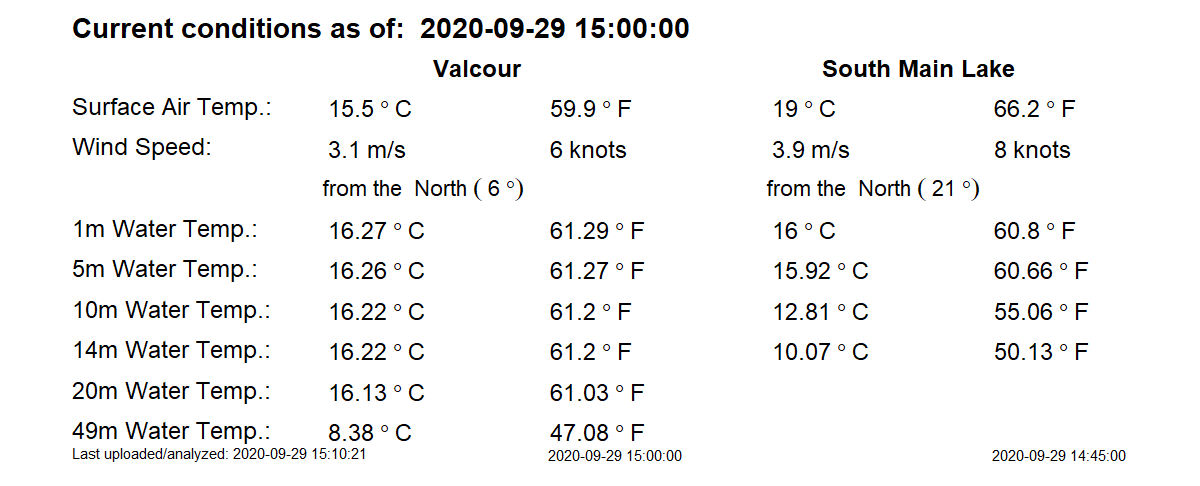 Current conditions as of: 2020-09-29 15:00:00
Valcour South Main Lake
Surface Air Temp.: 15.5 ° C 59.9 ° F 19 ° C 66.2 ° F
Wind Speed: 3.1 m/s 6 knots 3.9 m/s 8 knots
from the North ( 6 °) from the North ( 21 °)
1m Water Temp.: 16.27 ° C 61.29 ° F 16 ° C 60.8 ° F
5m Water Temp.: 16.26 ° C 61.27 ° F 15.92 ° C 60.66 ° F
10m Water Temp.: 16.22 ° C 61.2 ° F 12.81 ° C 55.06 ° F
14m Water Temp.: 16.22 ° C 61.2 ° F 10.07 ° C 50.13 ° F
20m Water Temp.: 16.13 ° C 61.03 ° F
49m Water Temp.: 8.38 ° C 47.08 ° F
Last uploaded/analyzed: 2020-09-29 15:10:21 2020-09-29 15:00:00 2020-09-29 14:45:00